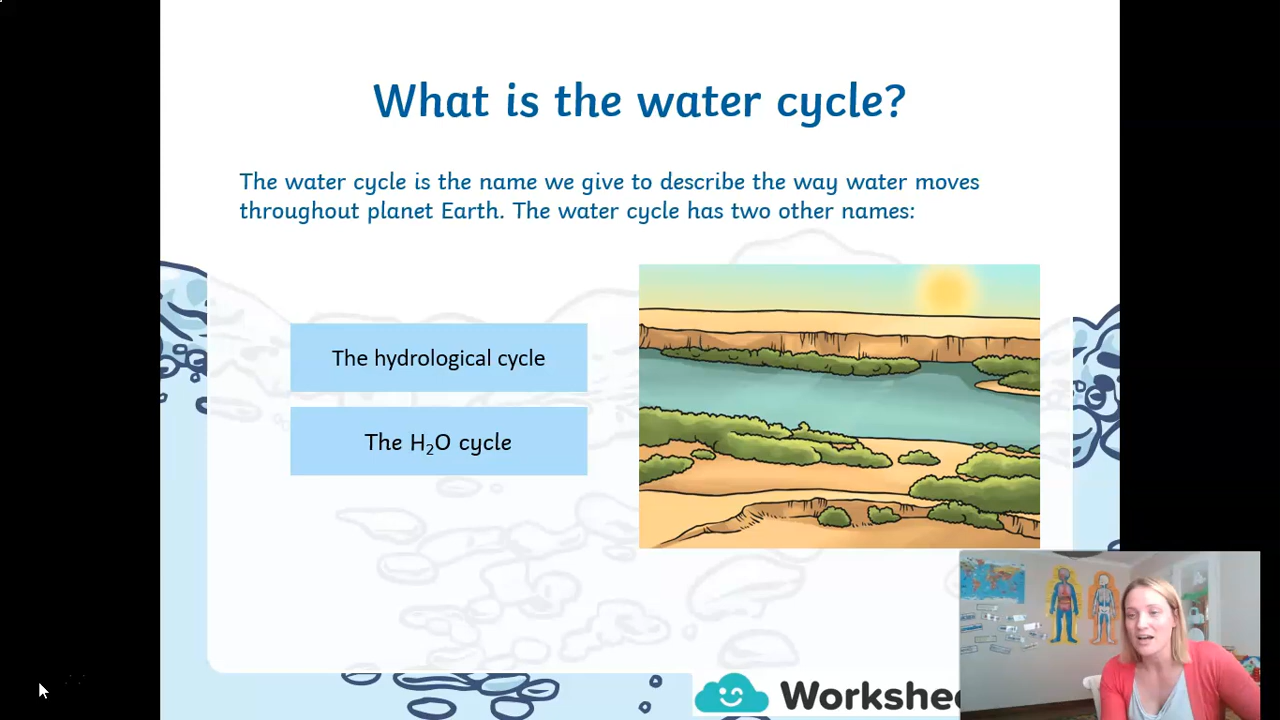 What is the water cycle?
The water cycle is the name we give to describe the way water moves
throughout planet Earth. The water cycle has two other names:
The hydrological cycle
The H₂O cycle
Workshee